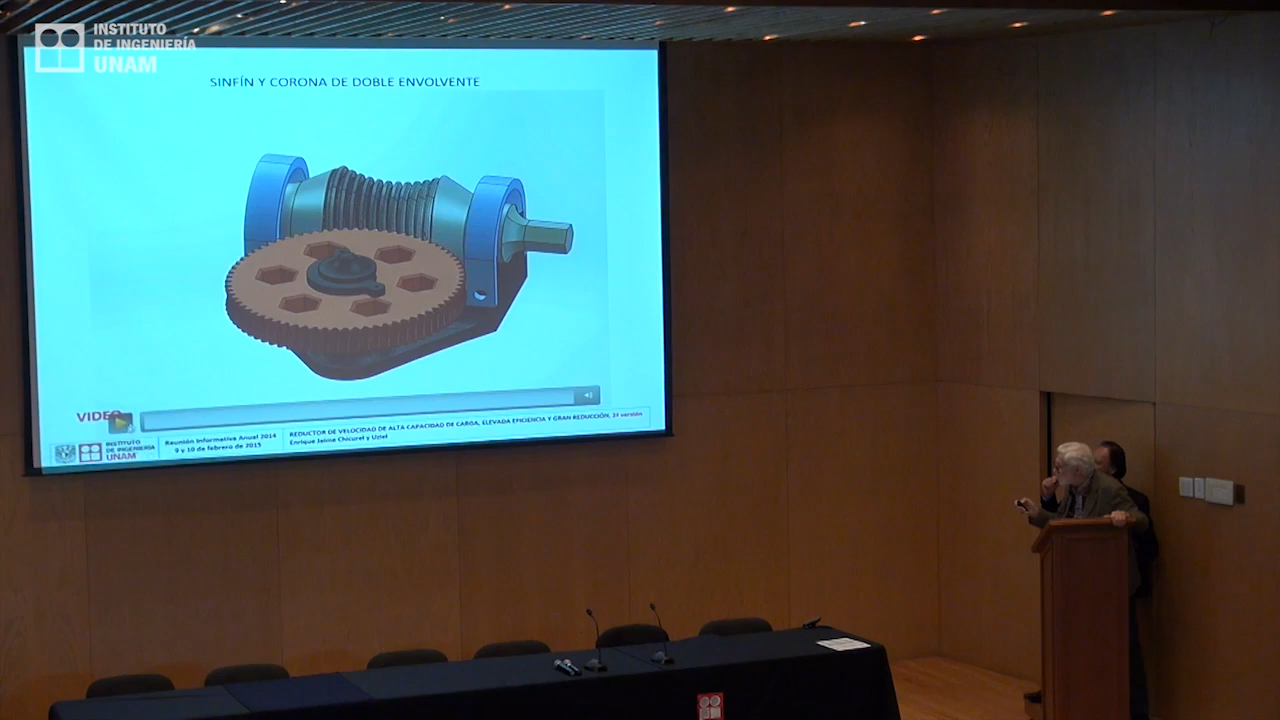 INSTITUTO
DE INGENIERÍA
UNAM
SINFÍN Y CORONA DE DOBLE ENVOLVENTE
VIDEO
INSTITUTO
DE INGENIERÍA
UNAM
Reunión Informativa Anual 2014
9 y 10 de febrero de 2015
REDUCTOR DE VELOCIDAD DE ALTA CAPACIDAD DE CARGA, ELEVADA EFICIENCIA Y GRAN REDUCCIÓN, 2ª versión
Enrique Jaime Chicurel y Uziel